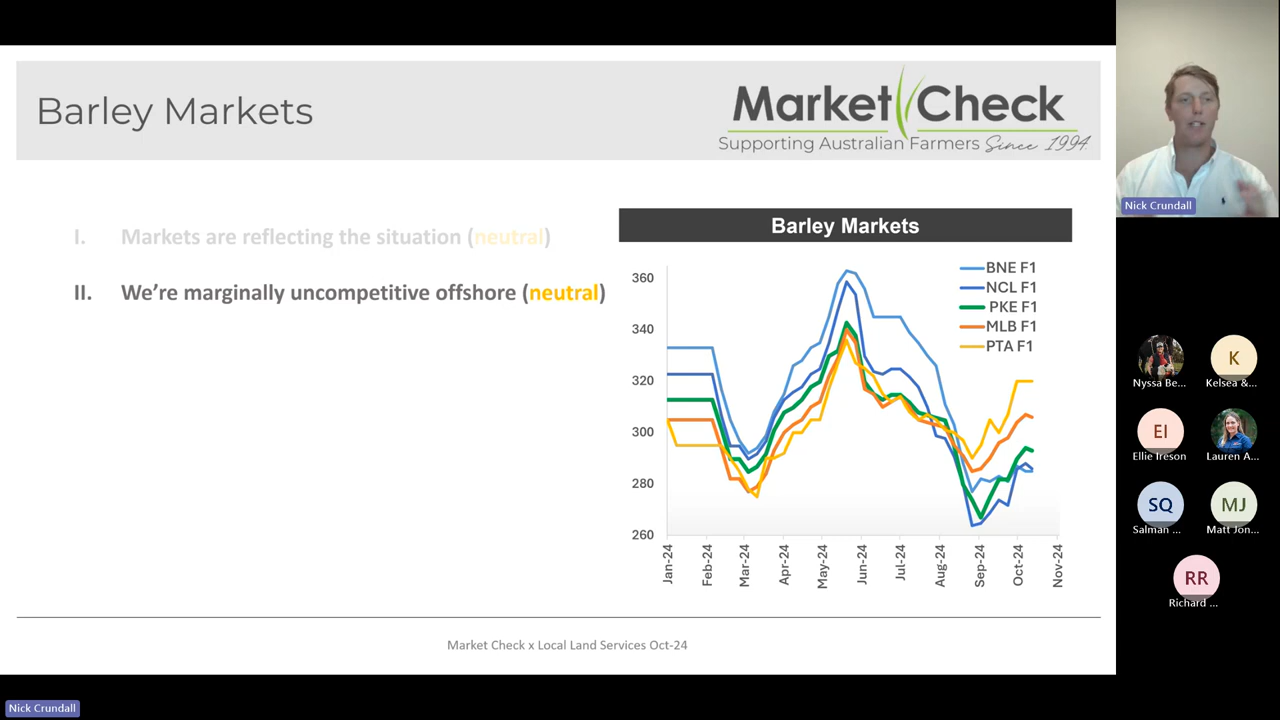 Barley Markets
Market Check
Supporting Australian Farmers Since 1994
I. Markets are reflecting the situation (neutral)
II. We're marginally uncompetitive offshore (neutral)
Barley Markets
BNE F1
NCL F1
PKE F1
MLB F1
PTA F1
360
340
320
300
280
260
Jan-24
Feb-24
Mar-24
Apr-24
May-24
Jun-24
Jul-24
Aug-24
Sep-24
Oct-24
Nov-24
Market Check x Local Land Services Oct-24
Nick Crundall
Nyssa Be...
K
Kelsea &...
EI
Ellie Ireson
Lauren A...
SQ
Salman ...
MJ
Matt Jon...
RR
Richard ...
Nick Crundall